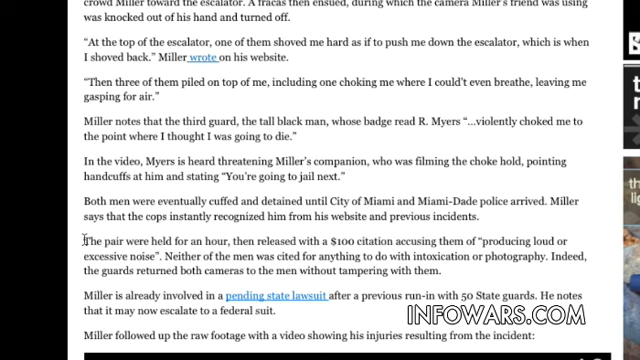 crowd Miller toward the escalator. A fracas then ensued, during which the camera Miller's friend was using
was knocked out of his hand and turned off.
“At the top of the escalator, one of them shoved me hard as if to push me down the escalator, which is when
I shoved back.” Miller wrote on his website.
“Then three of them piled on top of me, including one choking me where I couldn't even breathe, leaving me
gasping for air.”
Miller notes that the third guard, the tall black man, whose badge read R. Myers “...violently choked me to
the point where I thought I was going to die.”
In the video, Myers is heard threatening Miller's companion, who was filming the choke hold, pointing
handcuffs at him and stating “You're going to jail next.”
Both men were eventually cuffed and detained until City of Miami and Miami-Dade police arrived. Miller
says that the cops instantly recognized him from his website and previous incidents.
The pair were held for an hour, then released with a $100 citation accusing them of “producing loud or
excessive noise”. Neither of the men was cited for anything to do with intoxication or photography. Indeed,
the guards returned both cameras to the men without tampering with them.
Miller is already involved in a pending state lawsuit after a previous run-in with 50 State guards. He notes
that it may now escalate to a federal suit.
INFOWARS.COM
Miller followed up the raw footage with a video showing his injuries resulting from the incident: